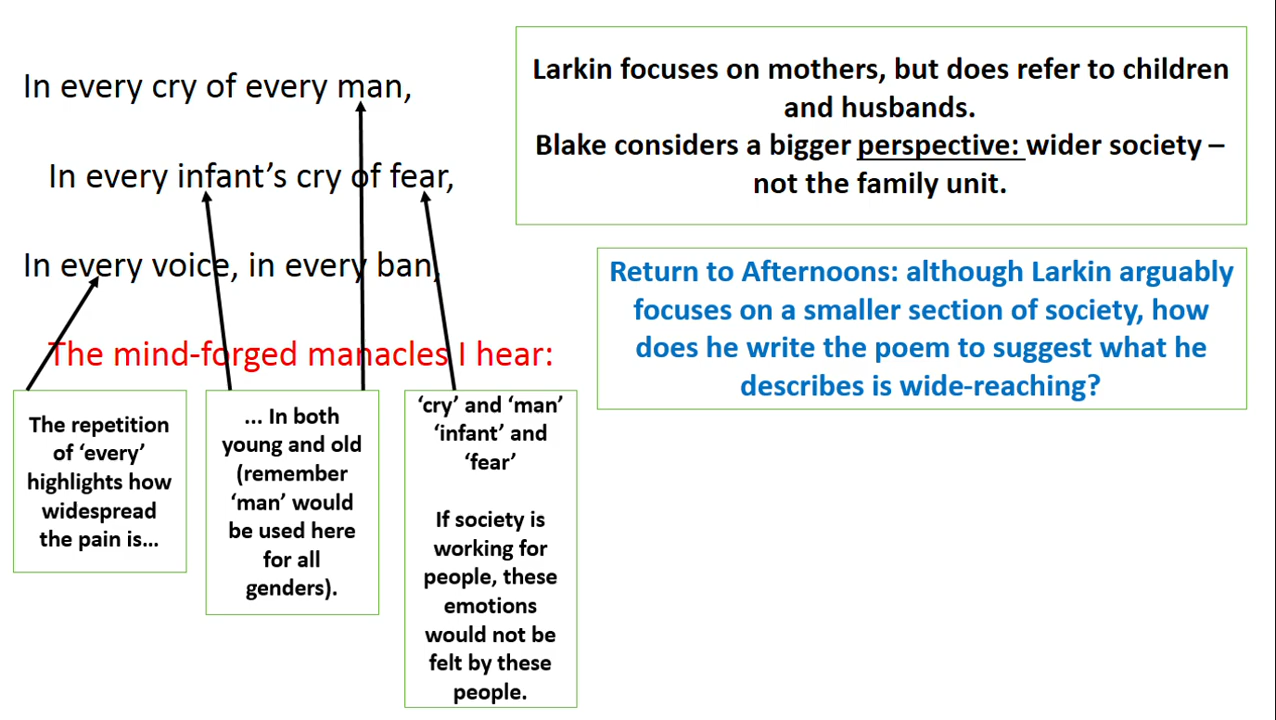 In every cry of every man,
In every infant’s cry of fear,
In every voice, in every ban,
The mind-forged manacles I hear:
Larkin focuses on mothers, but does refer to children
and husbands.
Blake considers a bigger perspective: wider society –
not the family unit.
Return to Afternoons: although Larkin arguably
focuses on a smaller section of society, how
does he write the poem to suggest what he
describes is wide-reaching?
The repetition
of ‘every’
highlights how
widespread
the pain is...
... In both
young and old
(remember
‘man’ would
be used here
for all
genders).
‘cry’ and ‘man’
‘infant’ and
‘fear’
If society is
working for
people, these
emotions
would not be
felt by these
people.